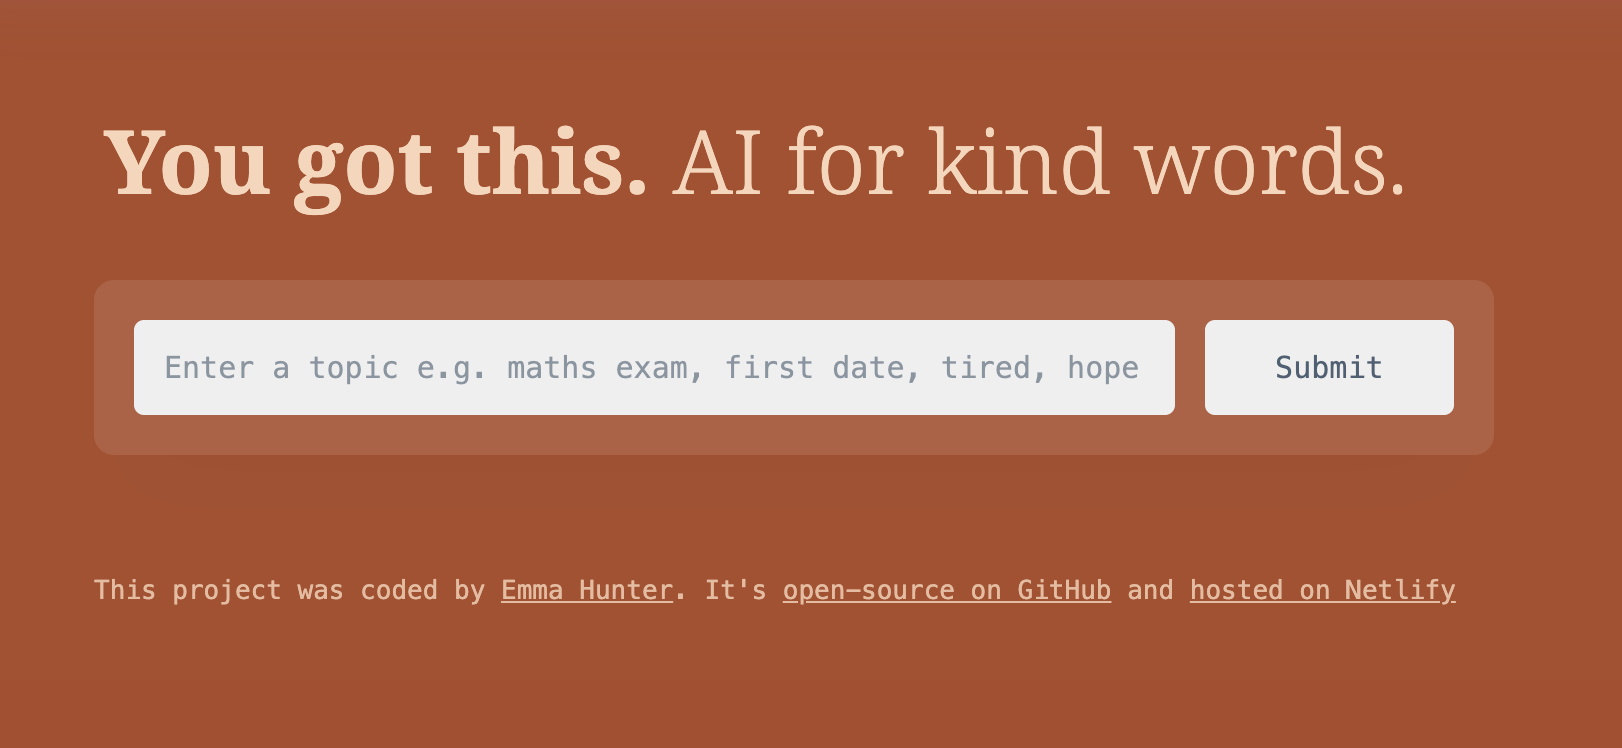 You got this. AI for kind words.
Enter a topic e.g. maths exam, first date, tired, hope
Submit
This project was coded by Emma Hunter. It's open-source on GitHub and hosted on Netlify